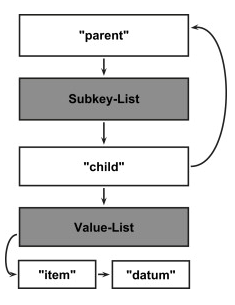 "parent"
Subkey-List
"child"
Value-List
"item" "datum"